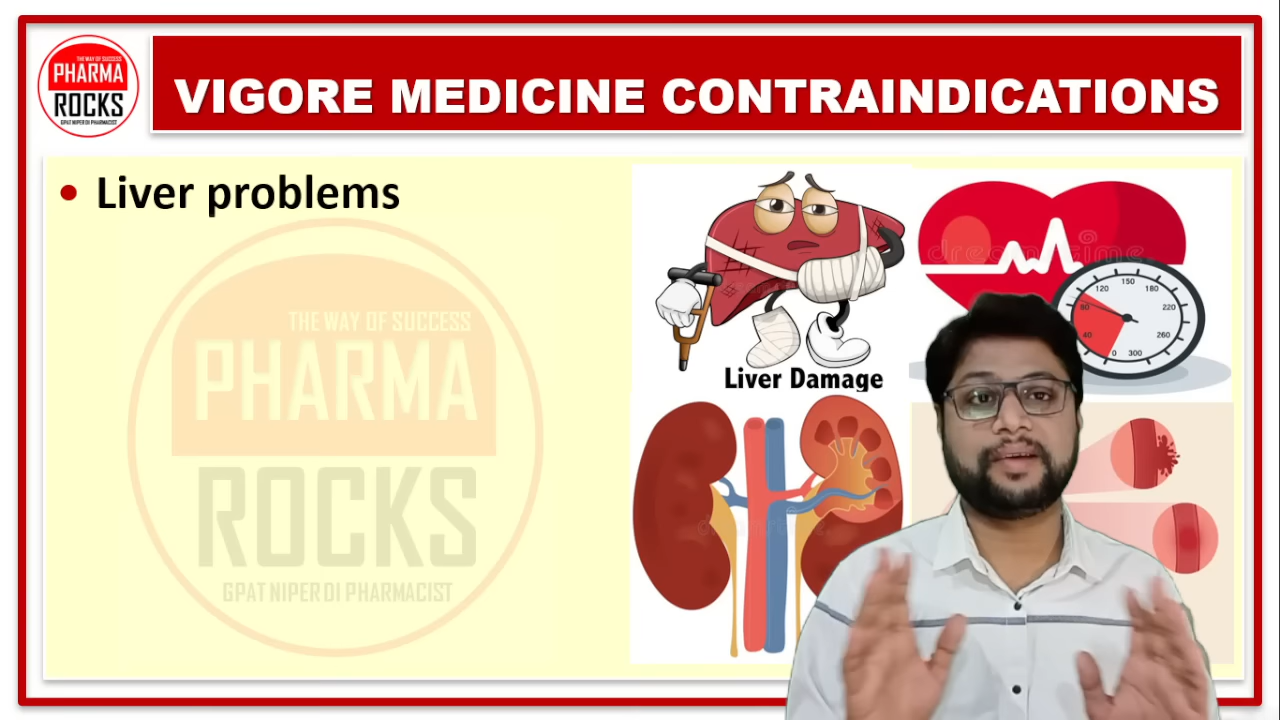 THE WAY OF SUCCESS
PHARMA
ROCKS
GPAT NIPER DI PHARMACIST
VIGORE MEDICINE CONTRAINDICATIONS
• Liver problems
THE WAY OF SUCCESS
PHARMA
ROCKS
GPAT NIPER DI PHARMACIST
Liver Damage
dreamstime
0
40
80
120
150
180
220
260
300